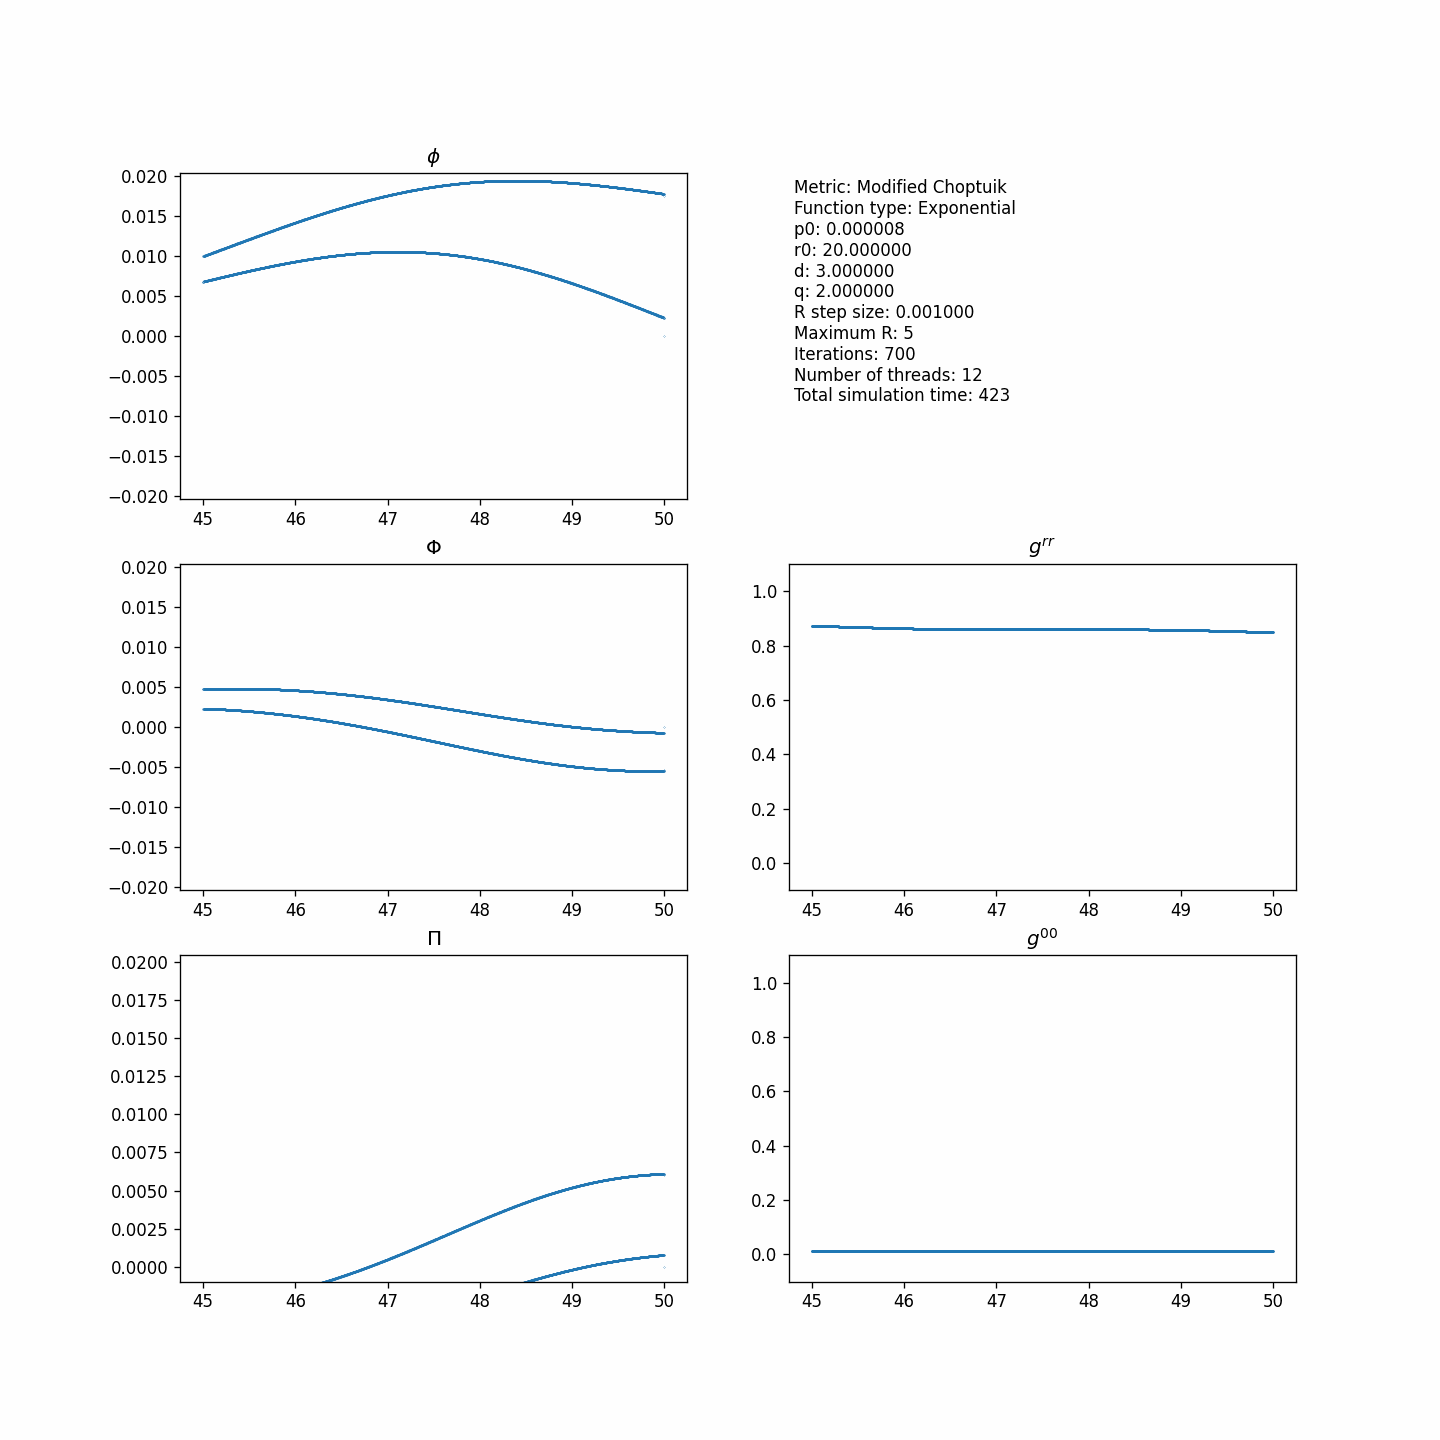 ϕ
0.020
0.015
0.010
0.005
0.000
−0.005
−0.010
−0.015
−0.020
45 46 47 48 49 50
Metric: Modified Choptuik
Function type: Exponential
p0: 0.000008
r0: 20.000000
d: 3.000000
q: 2.000000
R step size: 0.001000
Maximum R: 5
Iterations: 700
Number of threads: 12
Total simulation time: 423
Φ
0.020
0.015
0.010
0.005
0.000
−0.005
−0.010
−0.015
−0.020
45 46 47 48 49 50
g^{rr}
1.0
0.8
0.6
0.4
0.2
0.0
45 46 47 48 49 50
Π
0.0200
0.0175
0.0150
0.0125
0.0100
0.0075
0.0050
0.0025
0.0000
45 46 47 48 49 50
g^{00}
1.0
0.8
0.6
0.4
0.2
0.0
45 46 47 48 49 50